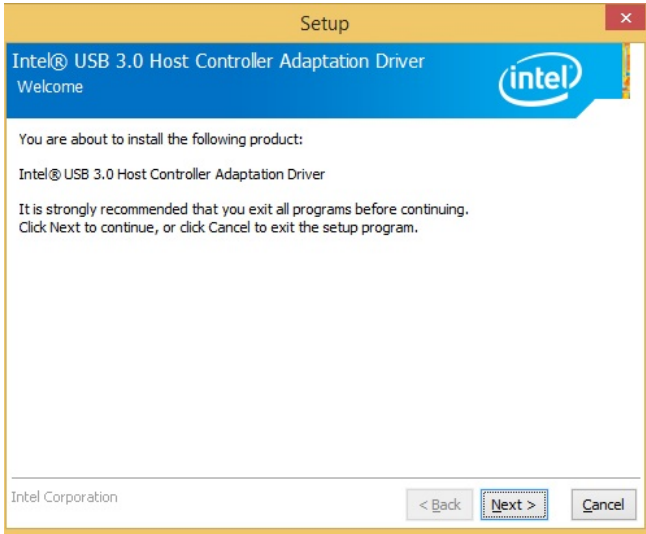 Setup
Intel® USB 3.0 Host Controller Adaptation Driver
Welcome
intel
You are about to install the following product:
Intel® USB 3.0 Host Controller Adaptation Driver
It is strongly recommended that you exit all programs before continuing.
Click Next to continue, or click Cancel to exit the setup program.
Intel Corporation
< Back Next > Cancel